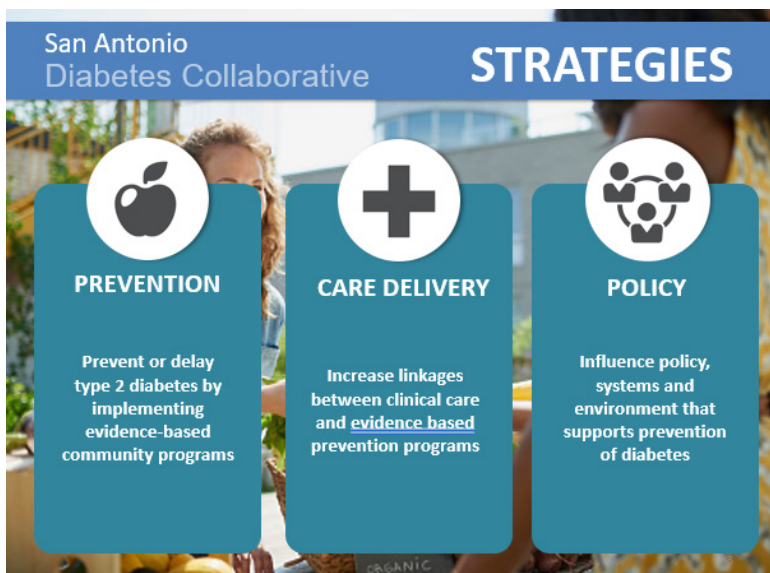 San Antonio
Diabetes Collaborative
STRATEGIES
PREVENTION
Prevent or delay
type 2 diabetes by
implementing
evidence-based
community programs
CARE DELIVERY
Increase linkages
between clinical care
and evidence based
prevention programs
POLICY
Influence policy,
systems and
environment that
supports prevention
of diabetes
ORGANIC